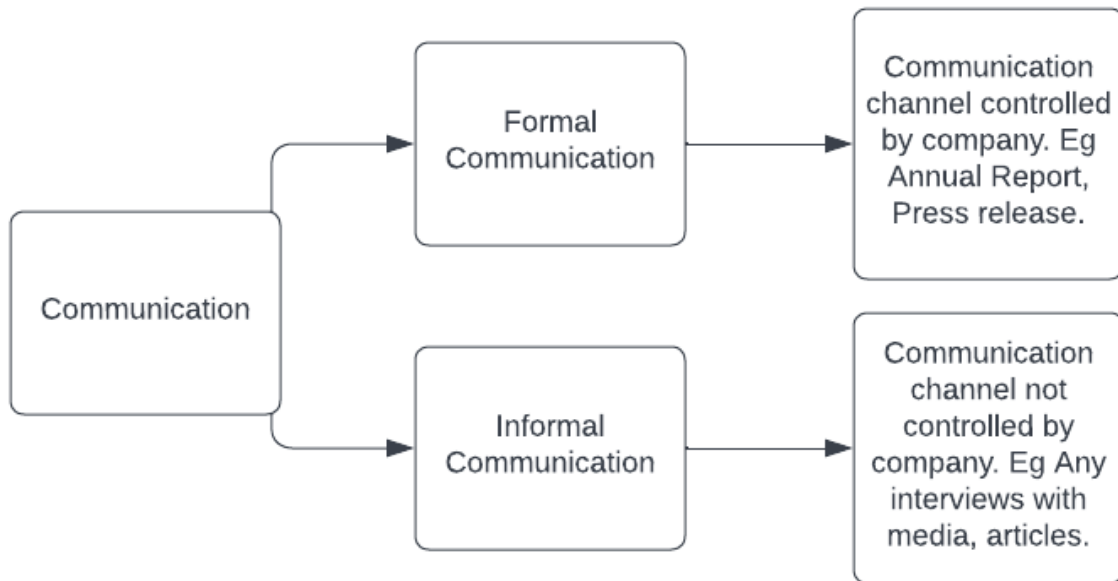 Communication
Formal
Communication
Communication
channel controlled
by company. Eg
Annual Report,
Press release.
Informal
Communication
Communication
channel not
controlled by
company. Eg Any
interviews with
media, articles.